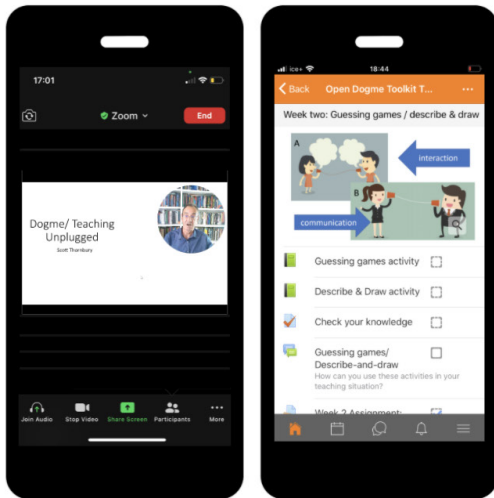 17:01
Zoom
End
Dogme/ Teaching
Unplugged
Scott Thornbury
Join Audio
Stop Video
Share Screen
Participants
More
ice+
18:44
Back
Open Dogme Toolkit T...
Week two: Guessing games / describe & draw
A
interaction
B
communication
Guessing games activity
Describe & Draw activity
Check your knowledge
Guessing games/
Describe-and-draw
How can you use these activities in your
teaching situation?
Week 2 Assignment: